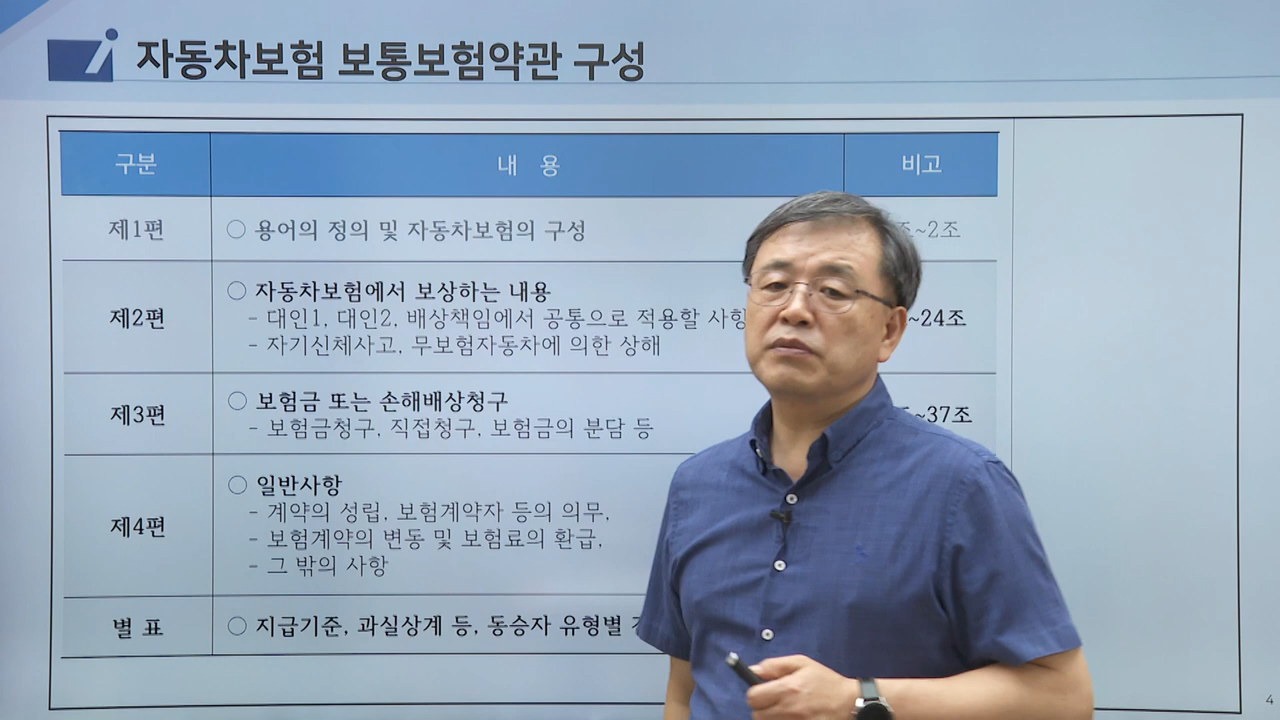 자동차보험 보통보험약관 구성
구분 내 용 비고
제1편 ○ 용어의 정의 및 자동차보험의 구성 ~2조
○ 자동차보험에서 보상하는 내용
제2편 - 대인1, 대인2, 배상책임에서 공통으로 적용할 사항 ~24조
- 자기신체사고, 무보험자동차에 의한 상해
○ 보험금 또는 손해배상청구
제3편 - 보험금청구, 직접청구, 보험금의 분담 등 ~37조
○ 일반사항
- 계약의 성립, 보험계약자 등의 의무,
제4편 - 보험계약의 변동 및 보험료의 환급,
- 그 밖의 사항
별 표 ○ 지급기준, 과실상계 등, 동승자 유형별
4